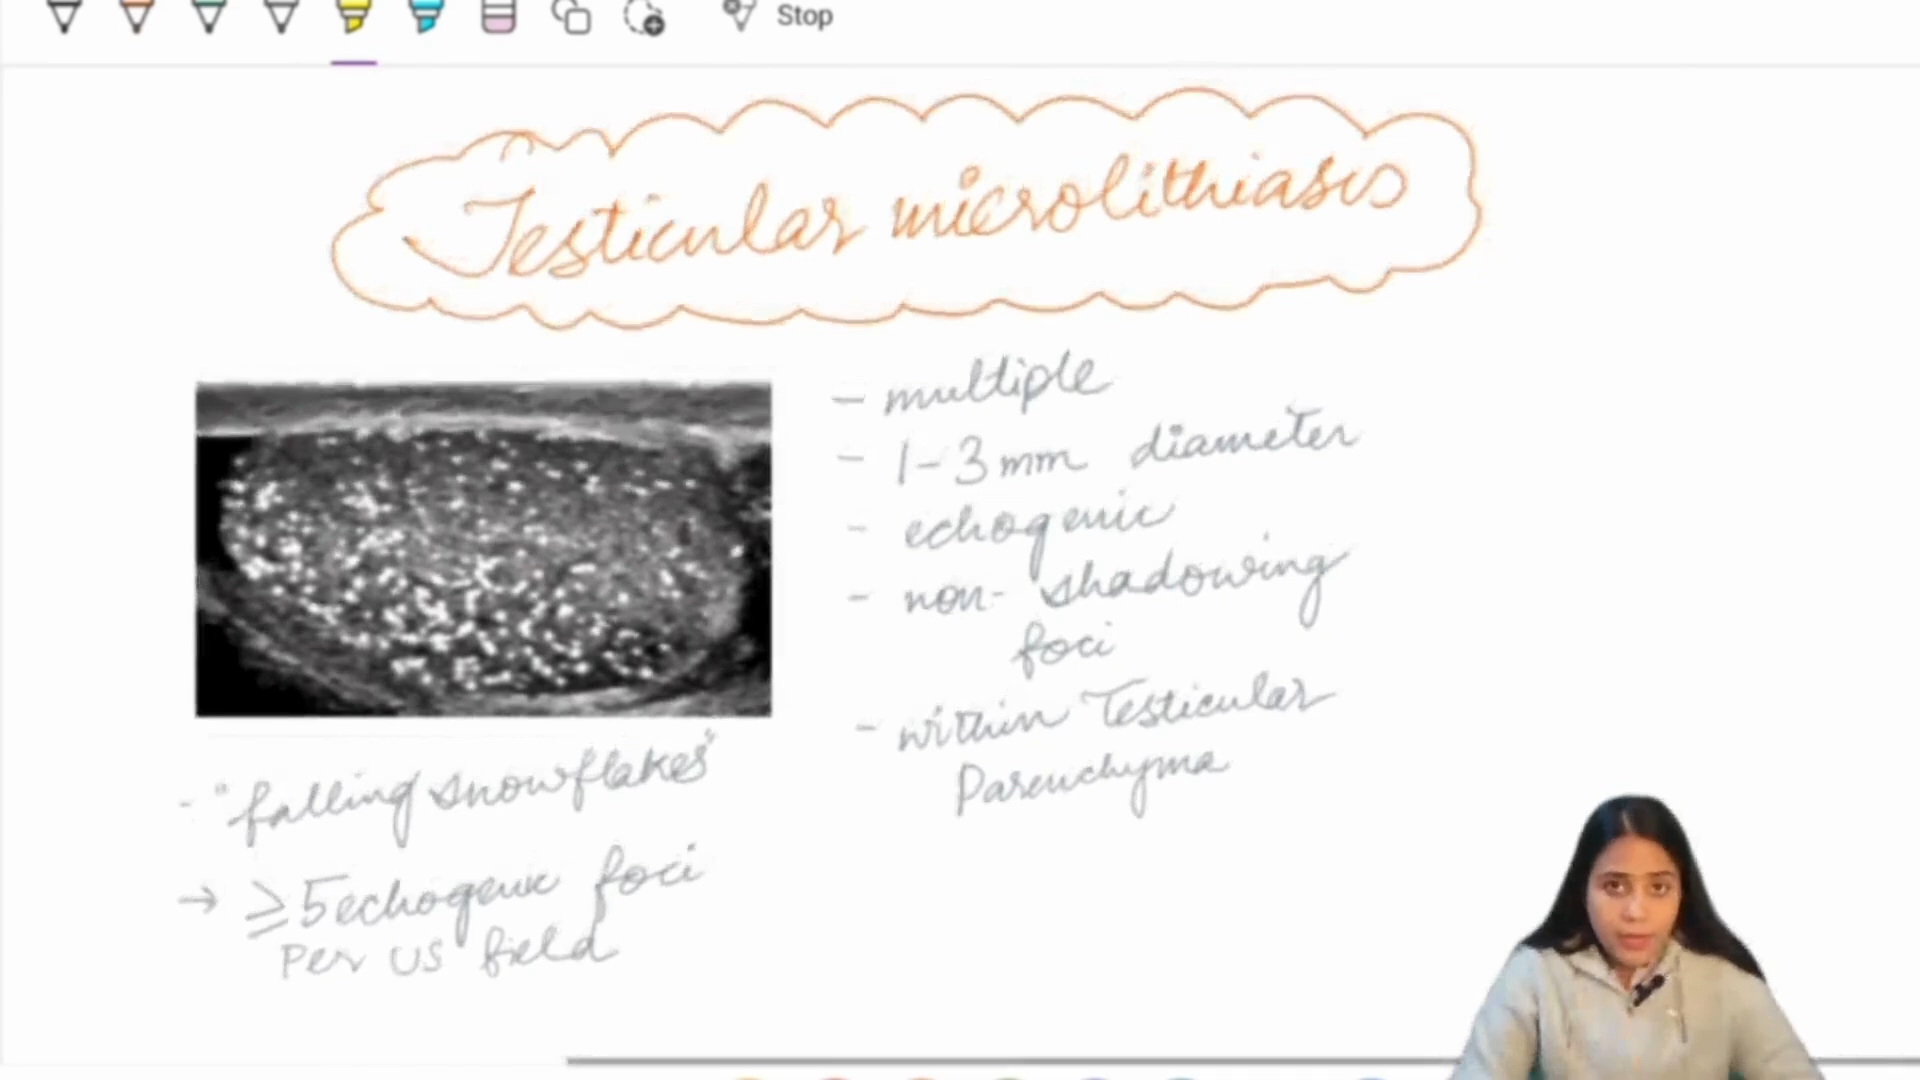 Stop
Testicular microlithiasis
- multiple
- 1-3mm diameter
- echogenic
- non-shadowing
foci
- within Testicular
Parenchyma
- "falling snowflakes"
→ ≥5 echogenic foci
Per US field